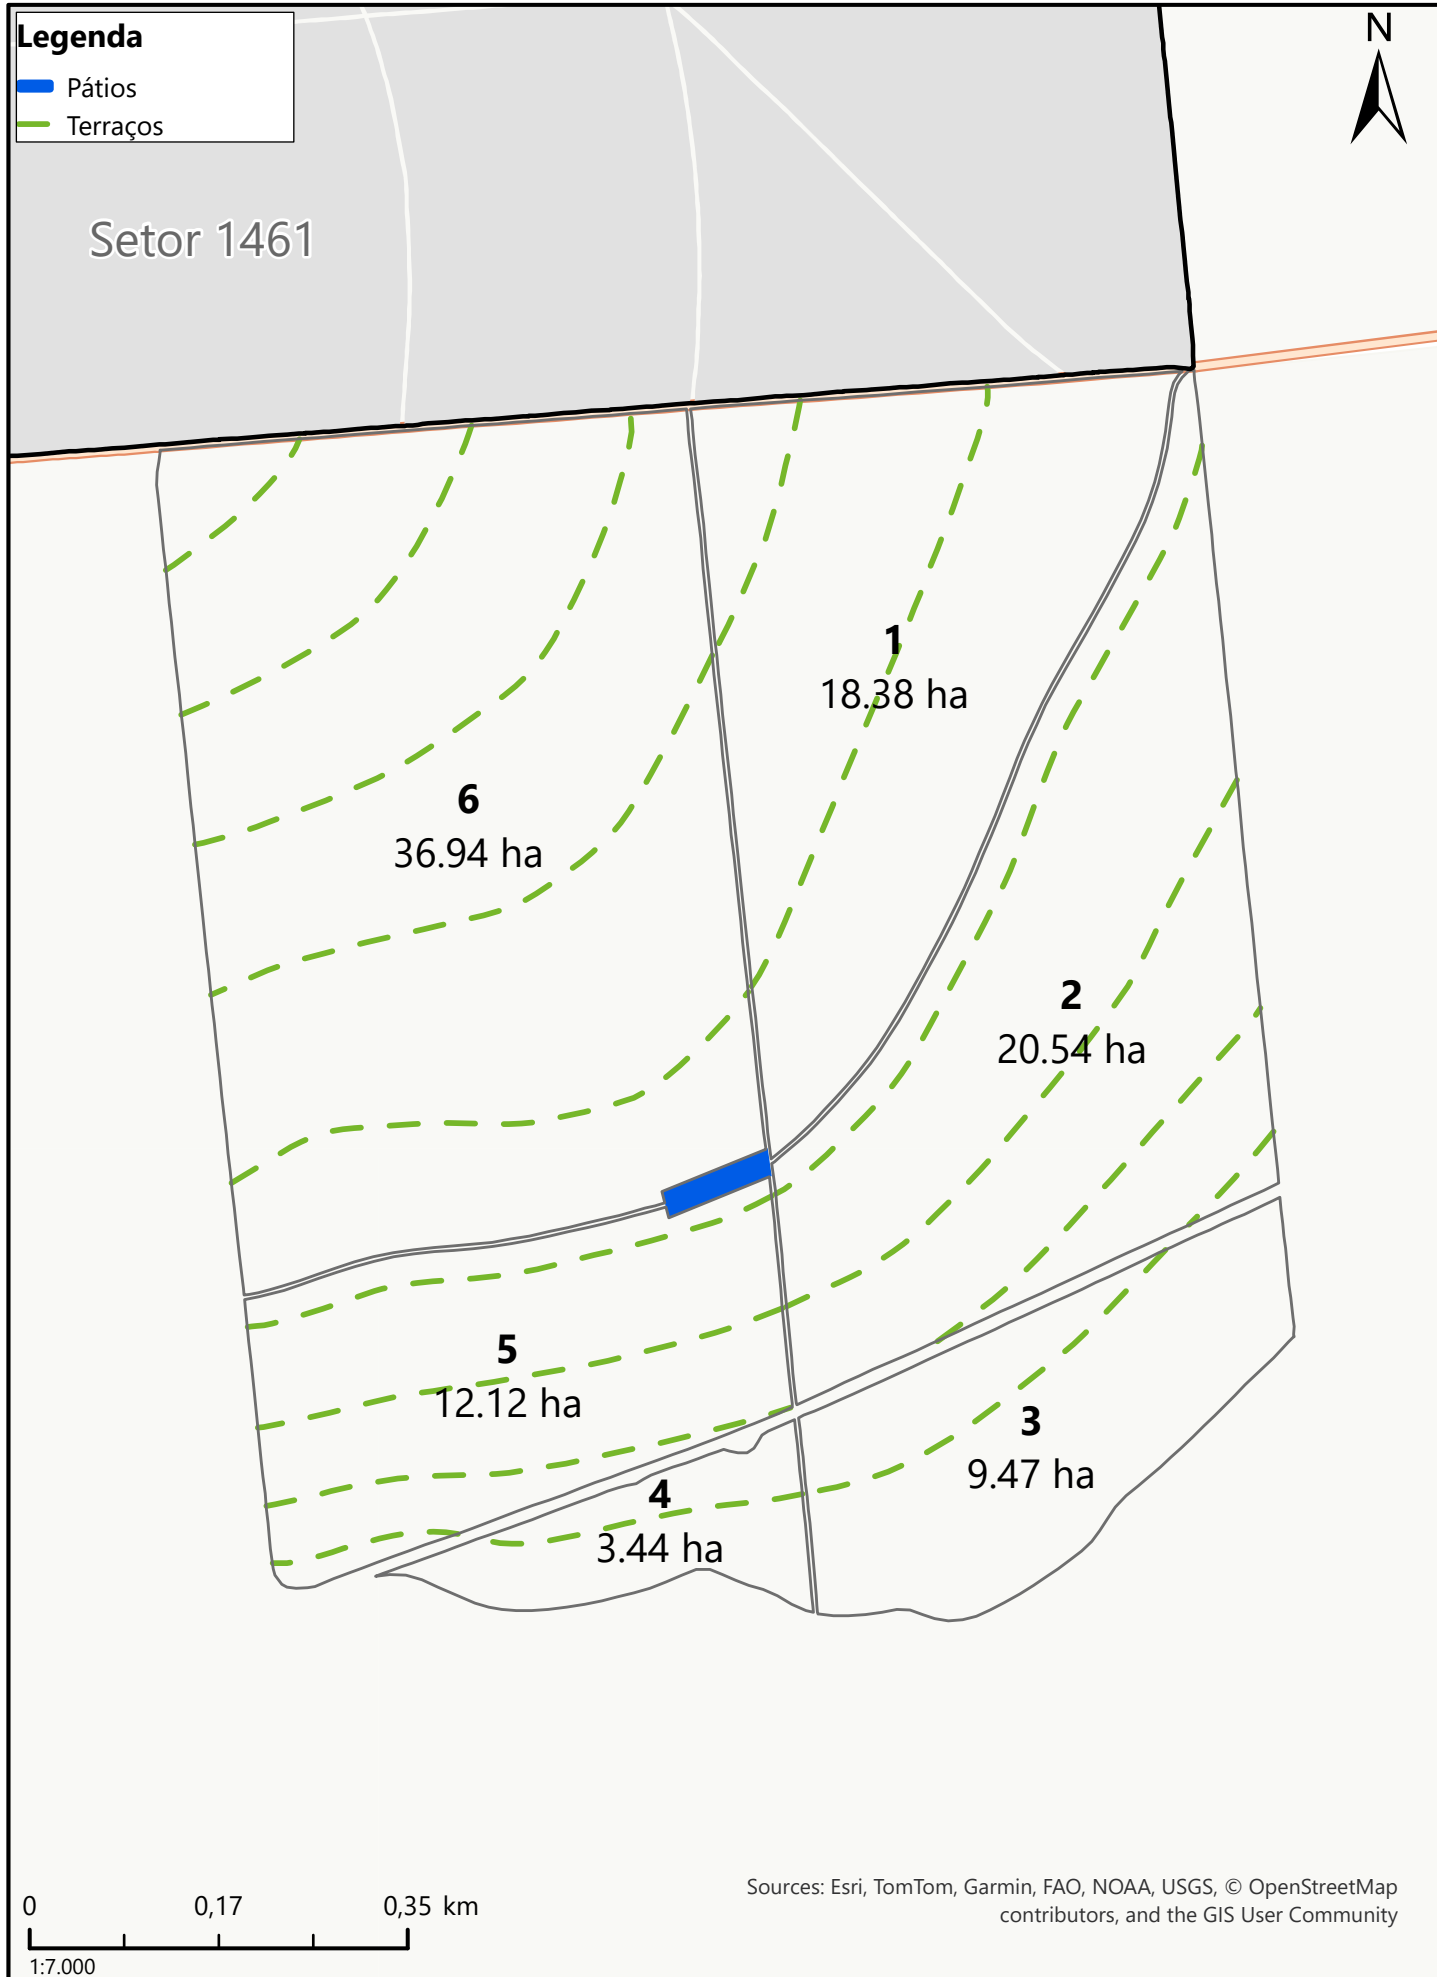 Legenda
Pátios
Terraços
N
Setor 1461
1
18.38 ha
6
36.94 ha
2
20.54 ha
5
12.12 ha
3
9.47 ha
4
3.44 ha
Sources: Esri, TomTom, Garmin, FAO, NOAA, USGS, © OpenStreetMap
contributors, and the GIS User Community
0 0,17 0,35 km
1:7.000